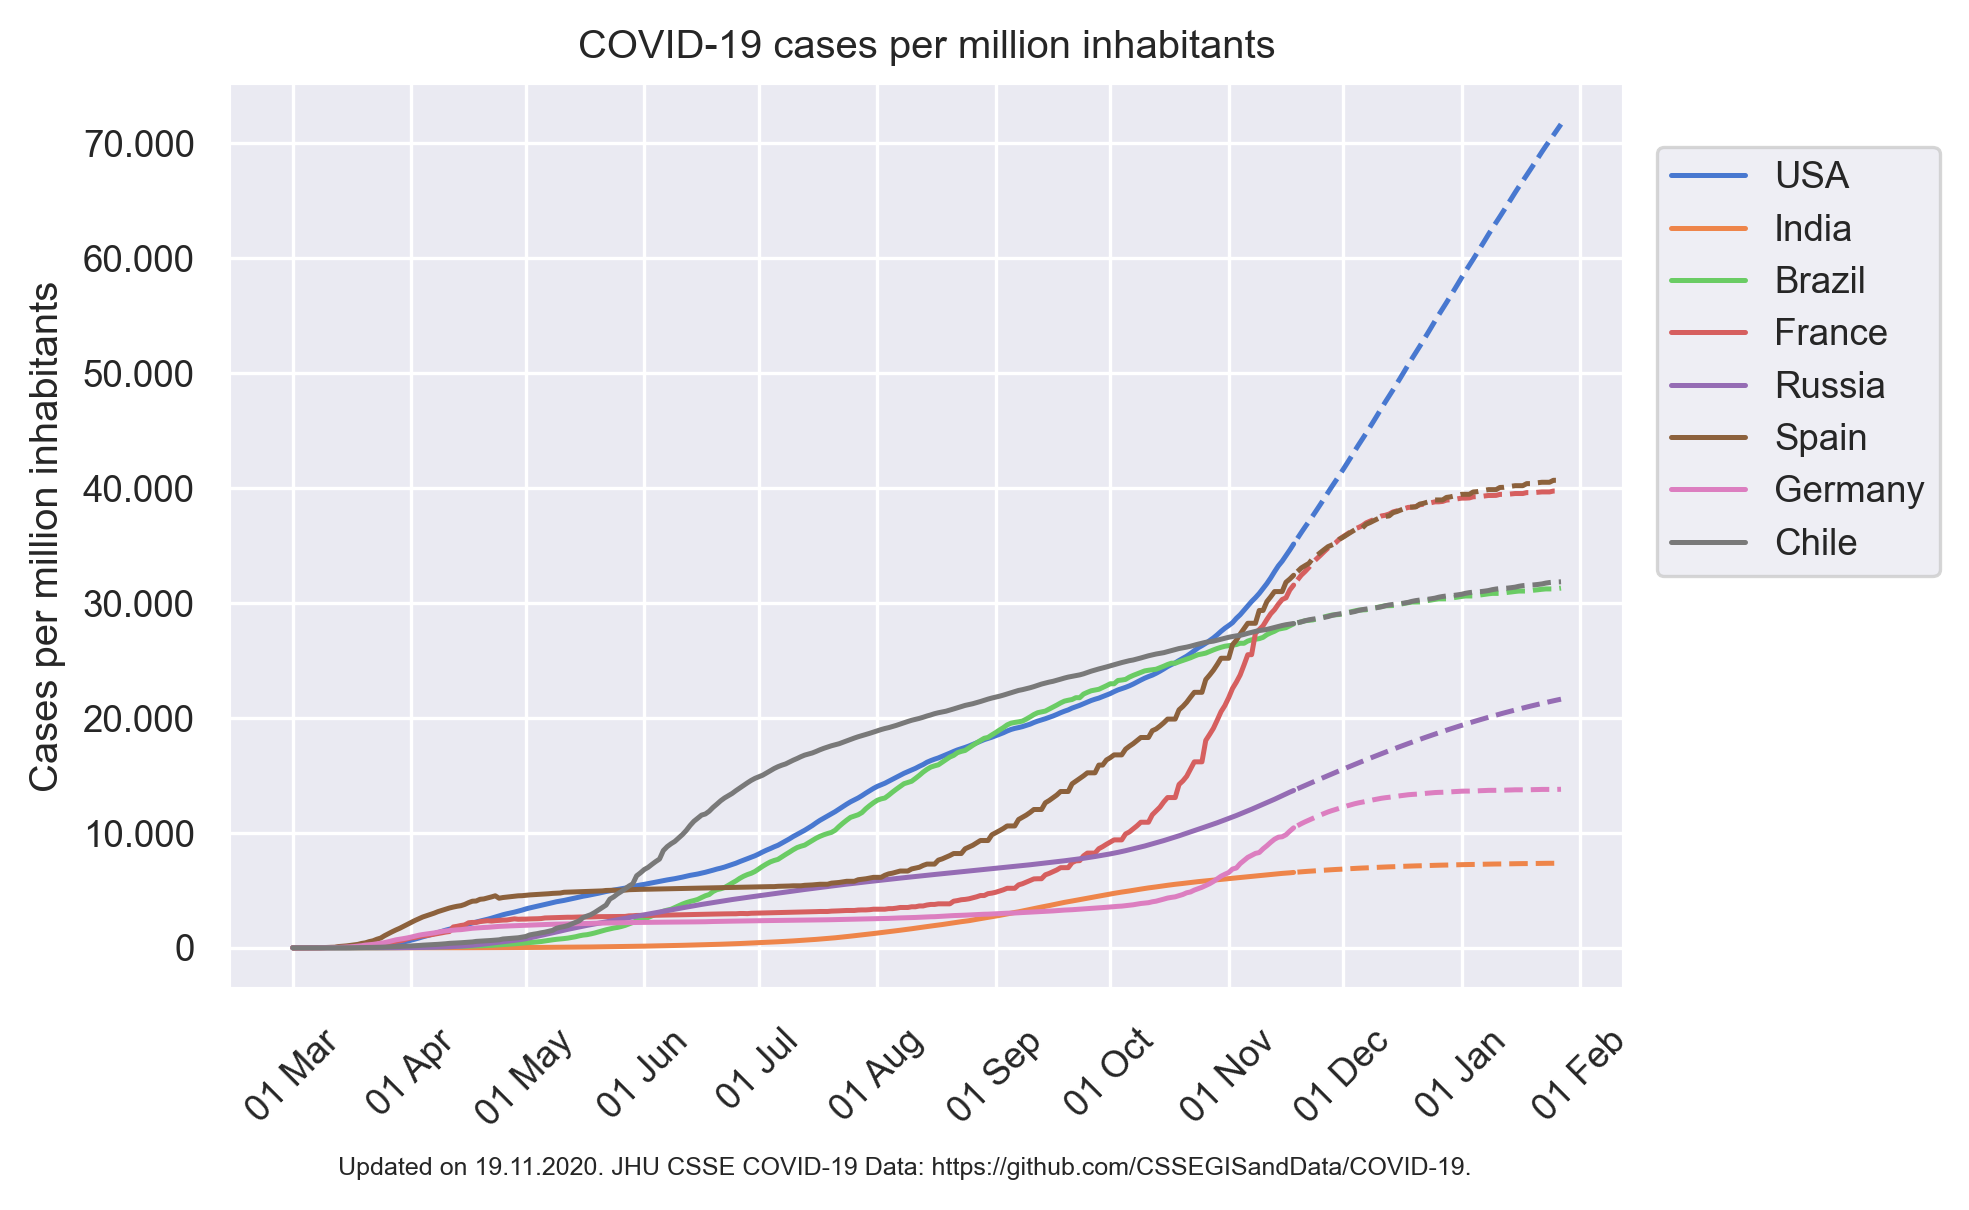 COVID-19 cases per million inhabitants
Cases per million inhabitants
70.000
60.000
50.000
40.000
30.000
20.000
10.000
0
01 Mar
01 Apr
01 May
01 Jun
01 Jul
01 Aug
01 Sep
01 Oct
01 Nov
01 Dec
01 Jan
01 Feb
USA
India
Brazil
France
Russia
Spain
Germany
Chile
Updated on 19.11.2020. JHU CSSE COVID-19 Data: https://github.com/CSSEGISandData/COVID-19.